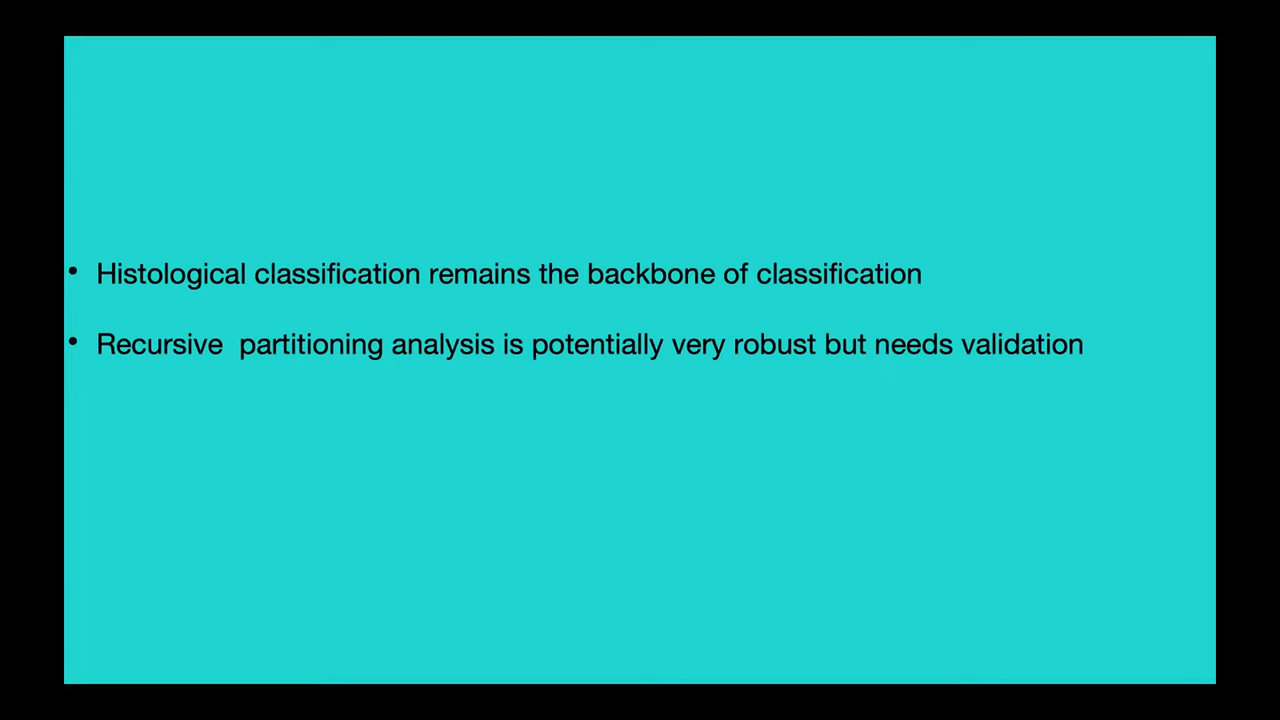 • Histological classification remains the backbone of classification
• Recursive  partitioning analysis is potentially very robust but needs validation